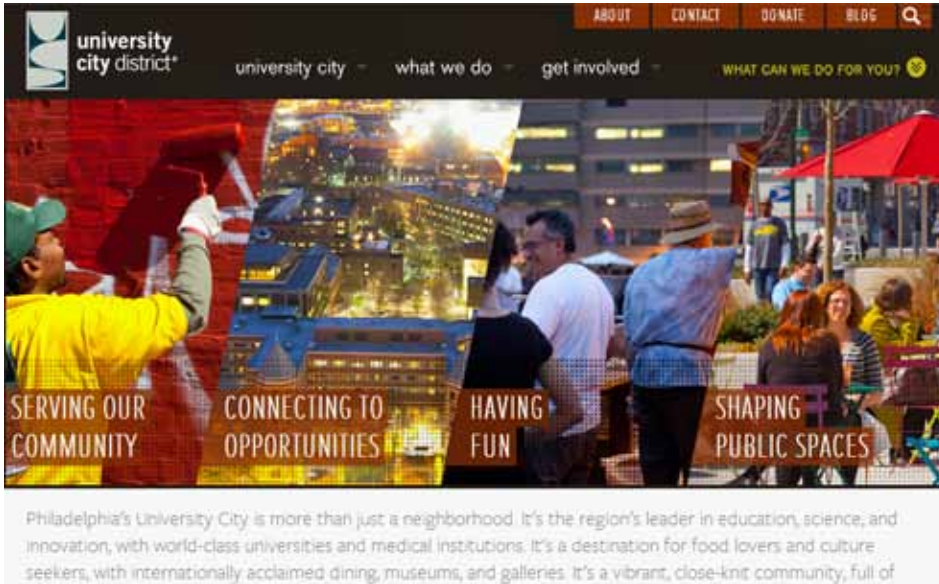 ABOUT CONTACT DONATE BLOG
university
city district®
university city what we do get involved WHAT CAN WE DO FOR YOU?
SERVING OUR
COMMUNITY
CONNECTING TO
OPPORTUNITIES
HAVING
FUN
SHAPING
PUBLIC SPACES
Philadelphia's University City is more than just a neighborhood. It's the region's leader in education, science, and
innovation, with world-class universities and medical institutions. It's a destination for food lovers and culture
seekers, with internationally acclaimed dining, museums, and galleries. It's a vibrant, close-knit community, full of